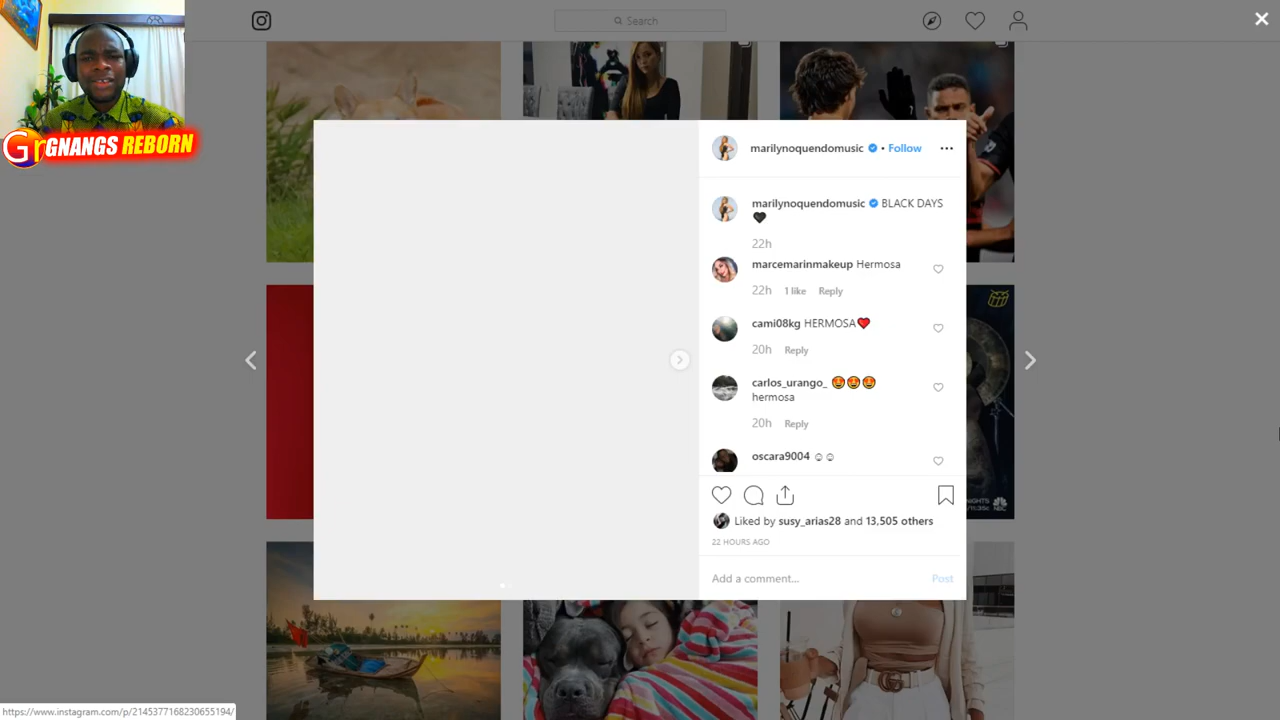 Search
GNANGS REBORN
marilynoquendomusic • Follow
marilynoquendomusic BLACK DAYS
🖤
22h
marcemarinmakeup Hermosa
22h 1 like Reply
cami08kg HERMOSA❤️
20h Reply
carlos_urango_ 🤩🤩🤩
hermosa
20h Reply
oscara9004 ☺☺
Liked by susy_arias28 and 13,505 others
22 HOURS AGO
Add a comment... Post
https://www.instagram.com/p/2145377168230655194/